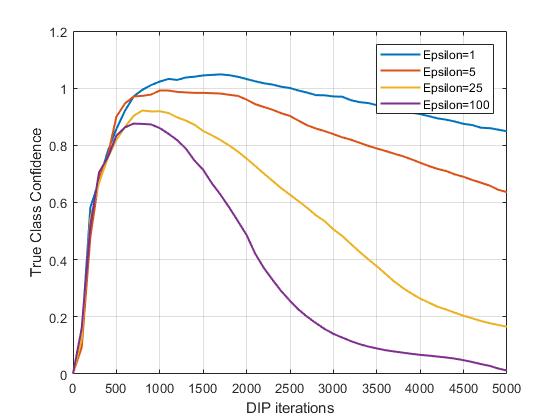 1.2
1
0.8
0.6
0.4
0.2
0
True Class Confidence
Epsilon=1
Epsilon=5
Epsilon=25
Epsilon=100
0 500 1000 1500 2000 2500 3000 3500 4000 4500 5000
DIP iterations